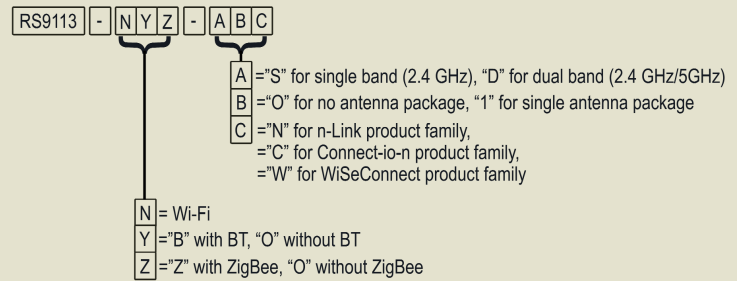 RS9113 - N Y Z - A B C
A =”S” for single band (2.4 GHz), “D” for dual band (2.4 GHz/5GHz)
B =“O” for no antenna package, “1” for single antenna package
C =”N” for n-Link product family,
=”C” for Connect-io-n product family,
=”W” for WiSeConnect product family
N = Wi-Fi
Y =”B” with BT, “O” without BT
Z =”Z” with ZigBee, “O” without ZigBee